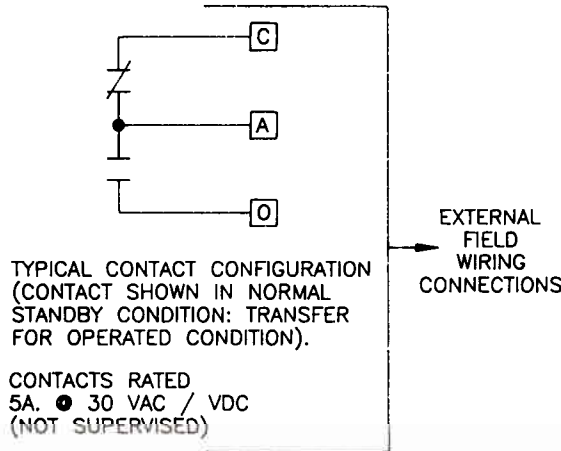 C
A
O
EXTERNAL
FIELD
WIRING
CONNECTIONS
TYPICAL CONTACT CONFIGURATION
(CONTACT SHOWN IN NORMAL
STANDBY CONDITION: TRANSFER
FOR OPERATED CONDITION).
CONTACTS RATED
5A. @ 30 VAC / VDC
(NOT SUPERVISED)